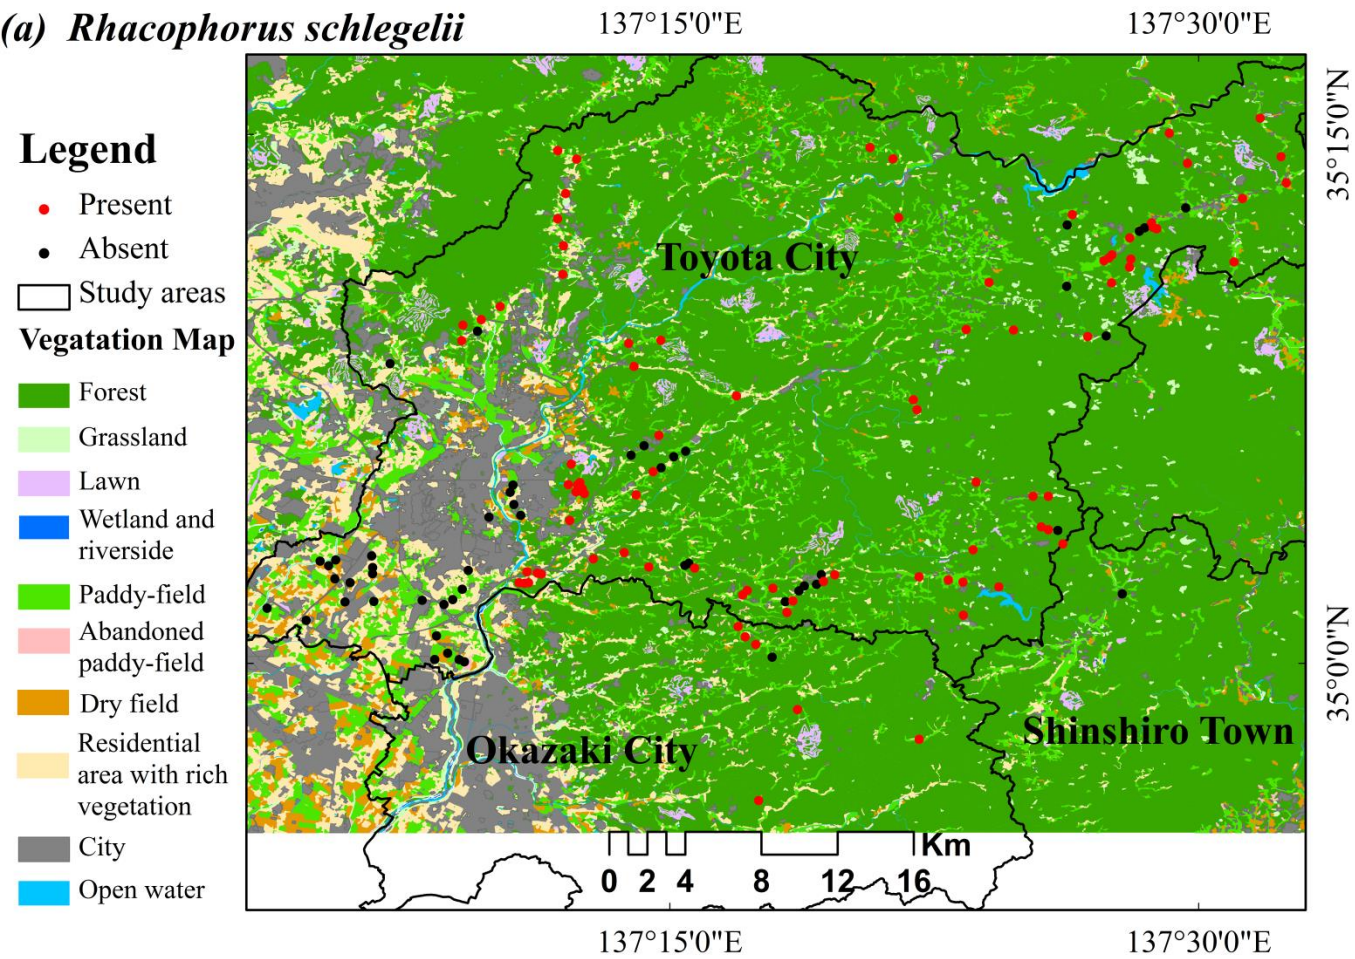 (a) Rhacophorus schlegelii
137°15'0"E
137°30'0"E
35°15'0"N
35°0'0"N
Legend
Present
Absent
Study areas
Vegatation Map
Forest
Grassland
Lawn
Wetland and
riverside
Paddy-field
Abandoned
paddy-field
Dry field
Residential
area with rich
vegetation
City
Open water
Toyota City
Okazaki City
Shinshiro Town
Km
0 2 4 8 12 16
137°15'0"E
137°30'0"E